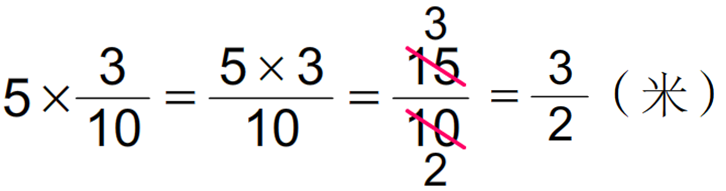 5 × 3/10 = 5 × 3/10 = 3 15/10 2 = 3/2（米）